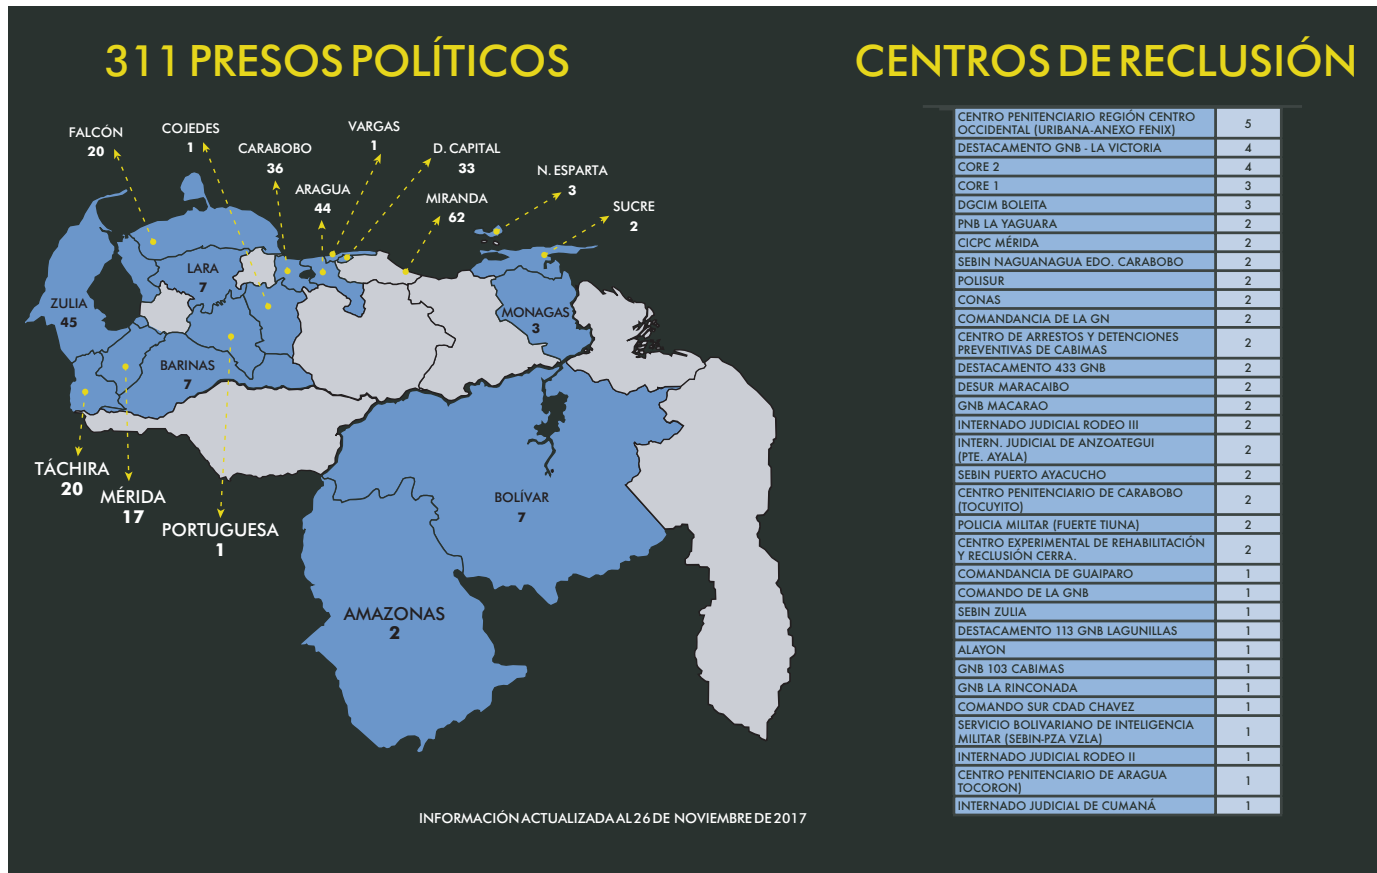 311 PRESOS POLÍTICOS
FALCÓN
20
COJEDES
1
CARABOBO
36
VARGAS
1
ARAGUA
44
D. CAPITAL
33
MIRANDA
62
N. ESPARTA
3
SUCRE
2
LARA
7
ZULIA
45
MONAGAS
3
BARINAS
7
TÁCHIRA
20
MÉRIDA
17
PORTUGUESA
1
BOLÍVAR
7
AMAZONAS
2
INFORMACIÓN ACTUALIZADA AL 26 DE NOVIEMBRE DE 2017
CENTROS DE RECLUSIÓN
CENTRO PENITENCIARIO REGIÓN CENTRO
OCCIDENTAL (URIBANA-ANEXO FENIX) 5
DESTACAMENTO GNB - LA VICTORIA 4
CORE 2 4
CORE 1 3
DGCIM BOLEITA 3
PNB LA YAGUARA 2
CICPC MÉRIDA 2
SEBIN NAGUANAGUA EDO. CARABOBO 2
POLISUR 2
CONAS 2
COMANDANCIA DE LA GN 2
CENTRO DE ARRESTOS Y DETENCIONES
PREVENTIVAS DE CABIMAS 2
DESTACAMENTO 433 GNB 2
DESUR MARACAIBO 2
GNB MACARAO 2
INTERNADO JUDICIAL RODEO III 2
INTERN. JUDICIAL DE ANZOATEGUI
(PTE. AYALA) 2
SEBIN PUERTO AYACUCHO 2
CENTRO PENITENCIARIO DE CARABOBO
(TOCUYITO) 2
POLICIA MILITAR (FUERTE TIUNA) 2
CENTRO EXPERIMENTAL DE REHABILITACIÓN
Y RECLUSIÓN CERRA. 2
COMANDANCIA DE GUAIPARO 1
COMANDO DE LA GNB 1
SEBIN ZULIA 1
DESTACAMENTO 113 GNB LAGUNILLAS 1
ALAYON 1
GNB 103 CABIMAS 1
GNB LA RINCONADA 1
COMANDO SUR CDAD CHAVEZ 1
SERVICIO BOLIVARIANO DE INTELIGENCIA
MILITAR (SEBIN-PZA VZLA) 1
INTERNADO JUDICIAL RODEO II 1
CENTRO PENITENCIARIO DE ARAGUA
TOCORON) 1
INTERNADO JUDICIAL DE CUMANÁ 1